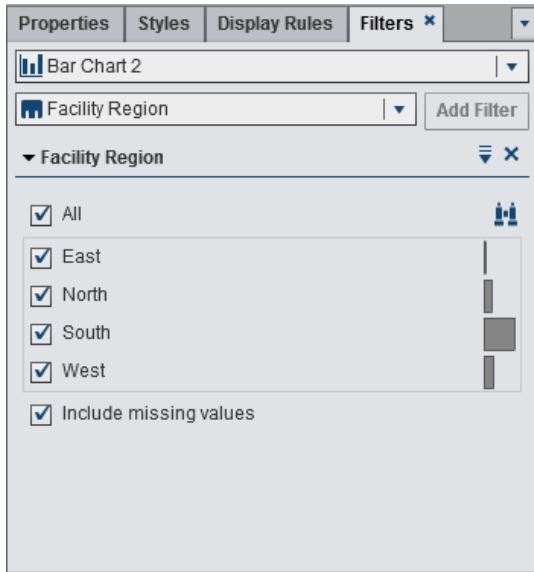 Properties Styles Display Rules Filters
Bar Chart 2
Facility Region Add Filter
Facility Region
All
East
North
South
West
Include missing values